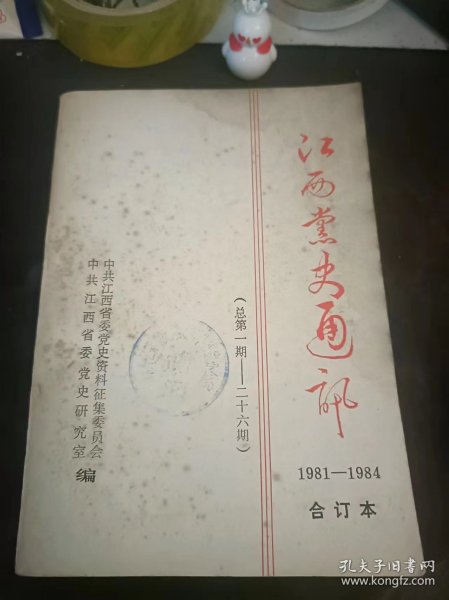 江西党史通讯
1981—1984
合订本
（总第一期——二十六期）
中共江西省委党史资料征集委员会
中共江西省委党史研究室
编
孔夫子旧书网
www.kongfz.com